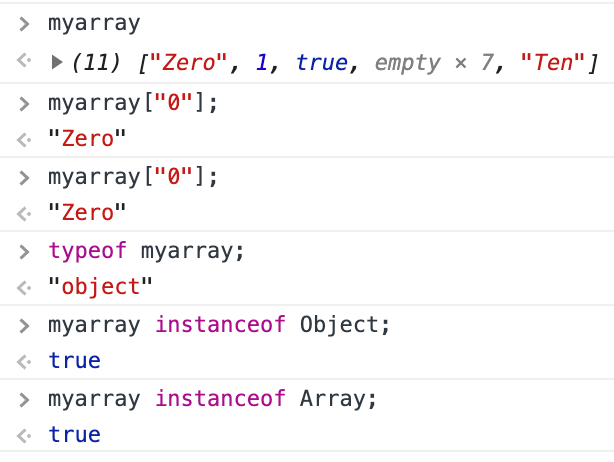 > myarray
(11) ["Zero", 1, true, empty × 7, "Ten"]
> myarray["0"];
"Zero"
> myarray["0"];
"Zero"
> typeof myarray;
"object"
> myarray instanceof Object;
true
> myarray instanceof Array;
true